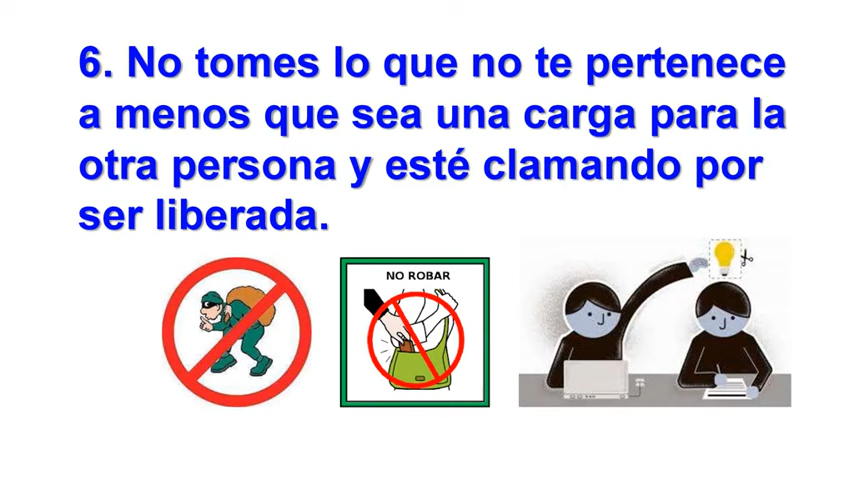 6. No tomes lo que no te pertenece
a menos que sea una carga para la
otra persona y esté clamando por
ser liberada.
NO ROBAR